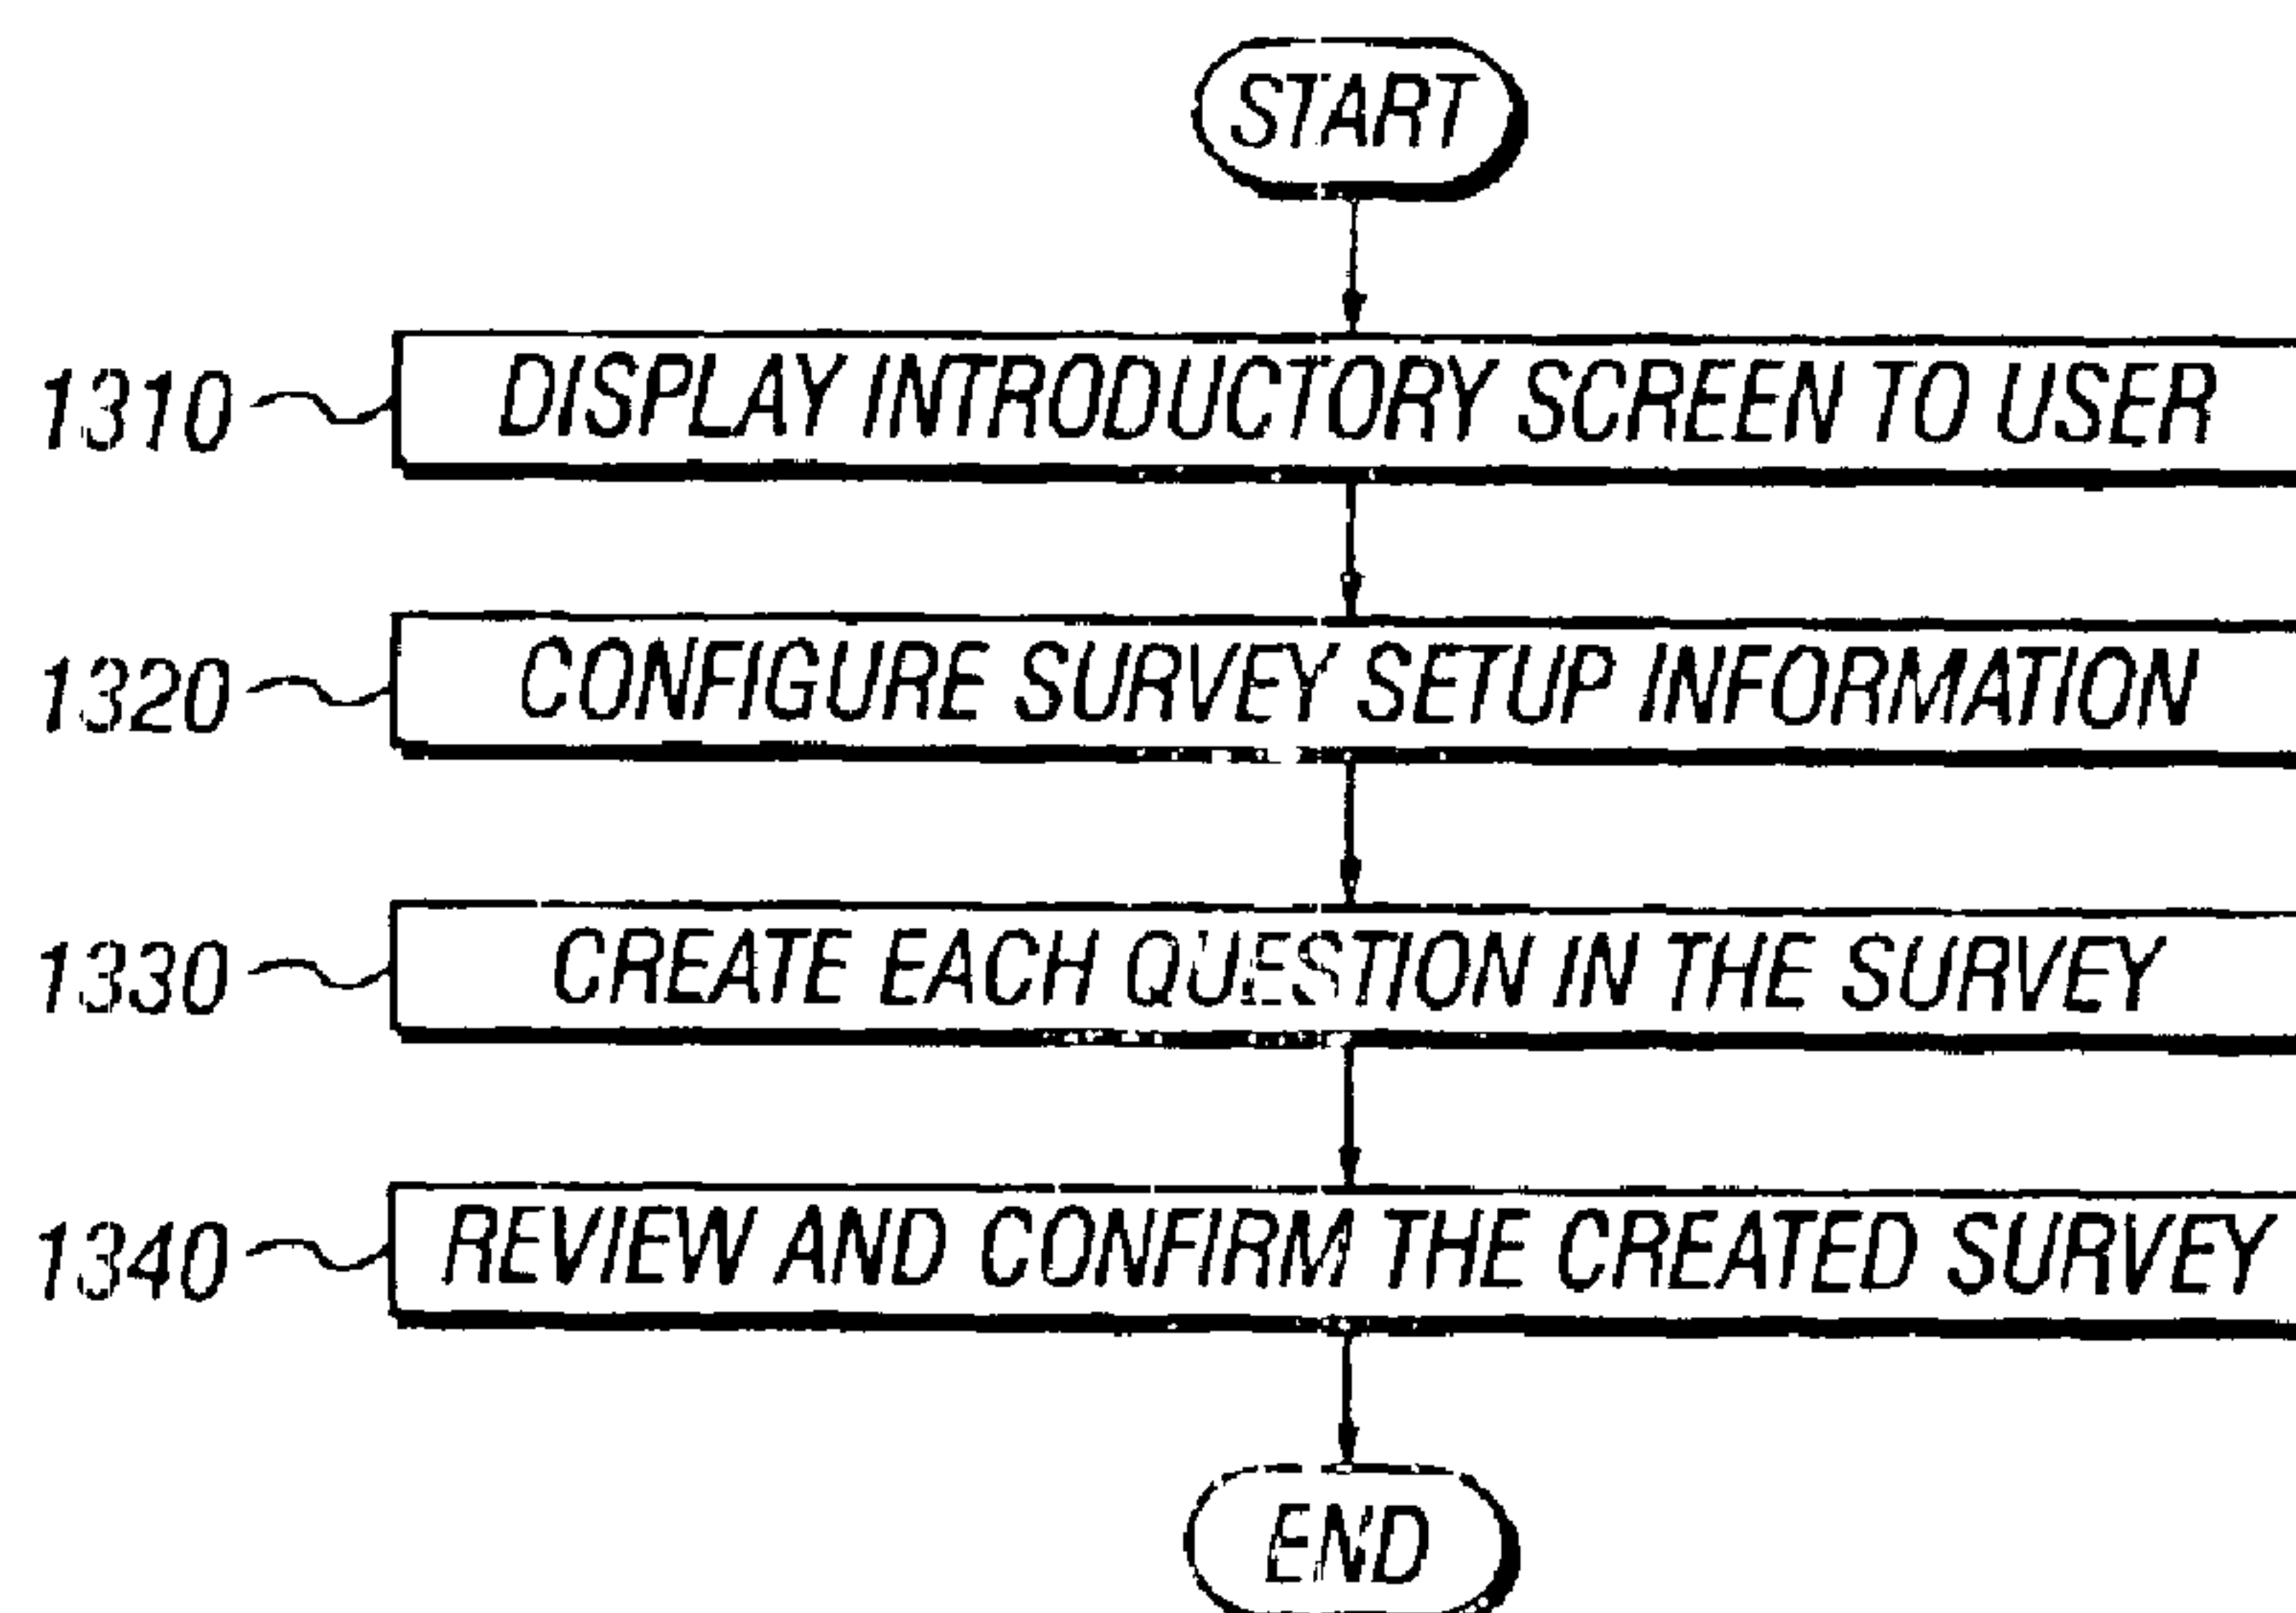 START
1310 DISPLAY INTRODUCTORY SCREEN TO USER
1320 CONFIGURE SURVEY SETUP INFORMATION
1330 CREATE EACH QUESTION IN THE SURVEY
1340 REVIEW AND CONFIRM THE CREATED SURVEY
END